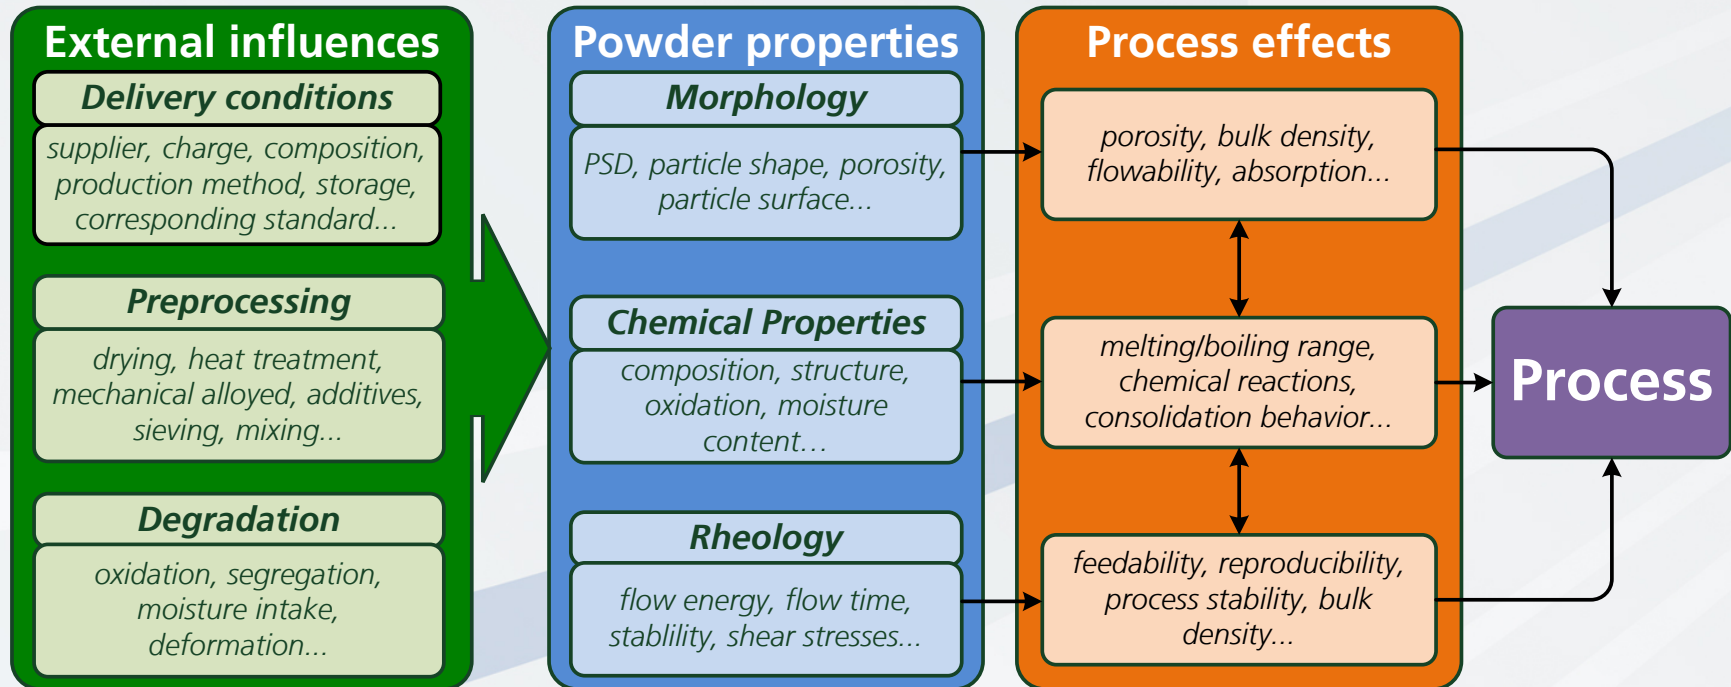 External influences
Delivery conditions
supplier, charge, composition,
production method, storage,
corresponding standard...
Preprocessing
drying, heat treatment,
mechanical alloyed, additives,
sieving, mixing...
Degradation
oxidation, segregation,
moisture intake,
deformation...
Powder properties
Morphology
PSD, particle shape, porosity,
particle surface...
Chemical Properties
composition, structure,
oxidation, moisture
content...
Rheology
flow energy, flow time,
stablility, shear stresses...
Process effects
porosity, bulk density,
flowability, absorption...
melting/boiling range,
chemical reactions,
consolidation behavior...
feedability, reproducibility,
process stability, bulk
density...
Process